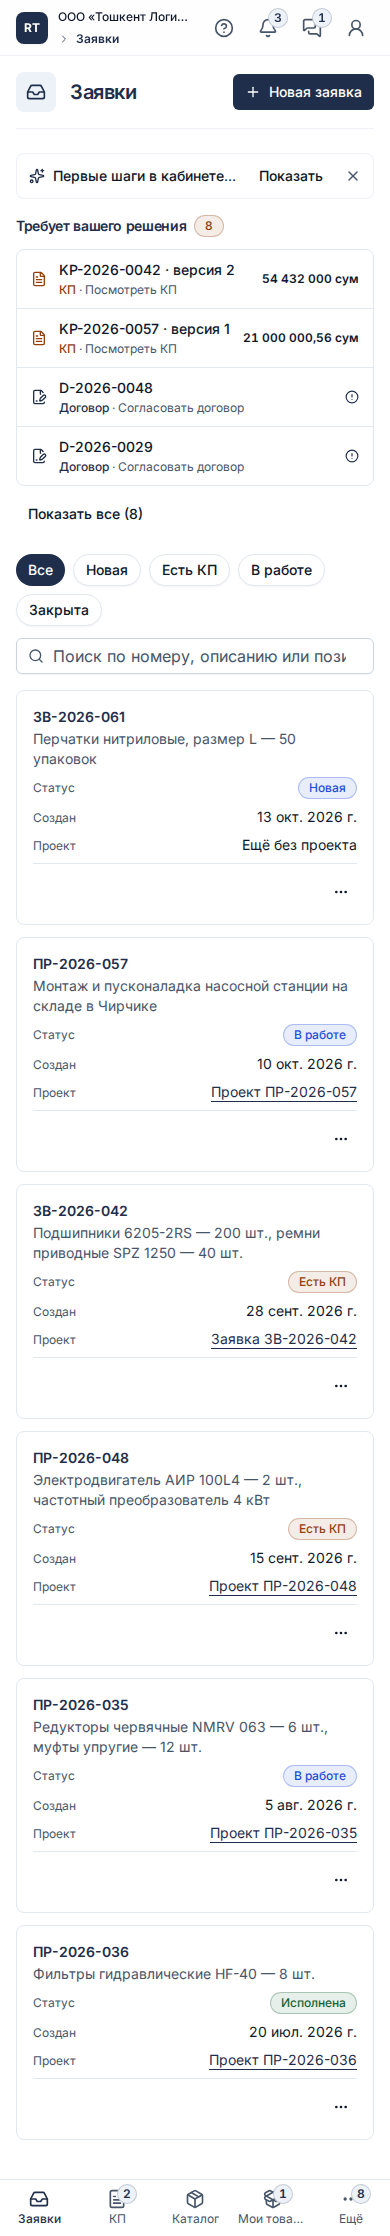 RT
ООО «Тошкент Логи...
Заявки
3
1
Заявки
Новая заявка
Первые шаги в кабинете...
Показать
Требует вашего решения
8
KP-2026-0042 · версия 2
54 432 000 сум
КП · Посмотреть КП
KP-2026-0057 · версия 1
21 000 000,56 сум
КП · Посмотреть КП
D-2026-0048
Договор · Согласовать договор
D-2026-0029
Договор · Согласовать договор
Показать все (8)
Все
Новая
Есть КП
В работе
Закрыта
Поиск по номеру, описанию или пози
ЗВ-2026-061
Перчатки нитриловые, размер L — 50
упаковок
Статус
Новая
Создан
13 окт. 2026 г.
Проект
Ещё без проекта
ПР-2026-057
Монтаж и пусконаладка насосной станции на
складе в Чирчике
Статус
В работе
Создан
10 окт. 2026 г.
Проект
Проект ПР-2026-057
ЗВ-2026-042
Подшипники 6205-2RS — 200 шт., ремни
приводные SPZ 1250 — 40 шт.
Статус
Есть КП
Создан
28 сент. 2026 г.
Проект
Заявка ЗВ-2026-042
ПР-2026-048
Электродвигатель АИР 100L4 — 2 шт.,
частотный преобразователь 4 кВт
Статус
Есть КП
Создан
15 сент. 2026 г.
Проект
Проект ПР-2026-048
ПР-2026-035
Редукторы червячные NMRV 063 — 6 шт.,
муфты упругие — 12 шт.
Статус
В работе
Создан
5 авг. 2026 г.
Проект
Проект ПР-2026-035
ПР-2026-036
Фильтры гидравлические HF-40 — 8 шт.
Статус
Исполнена
Создан
20 июл. 2026 г.
Проект
Проект ПР-2026-036
2
1
8
Заявки
КП
Каталог
Мои това...
Ещё